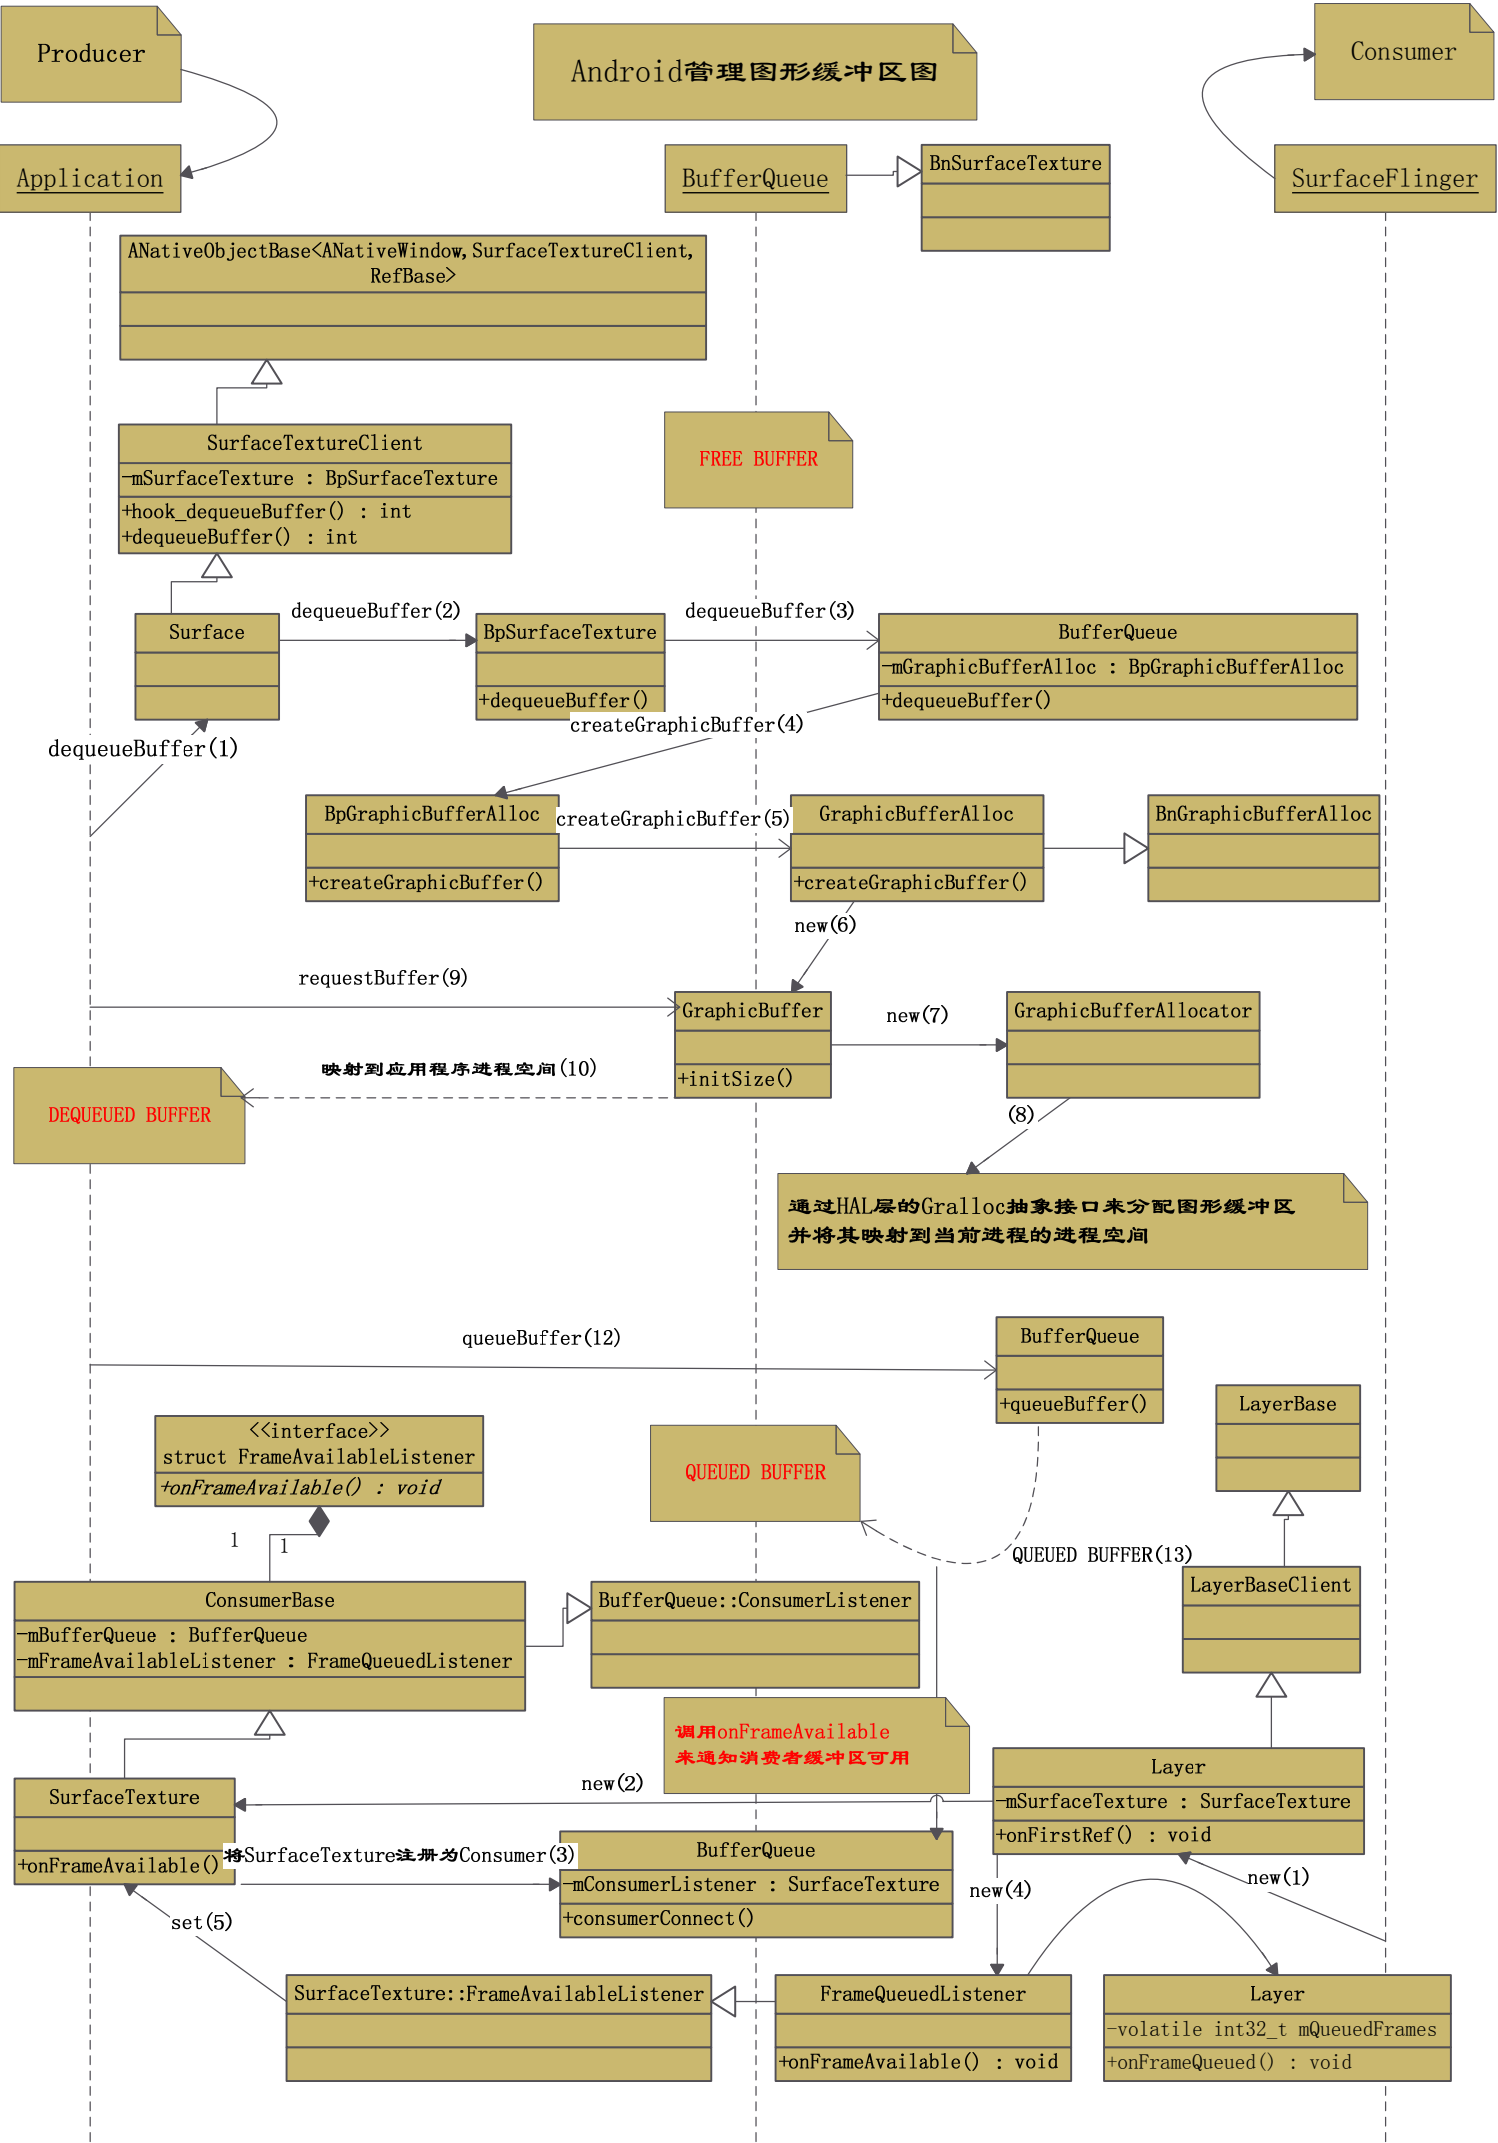 Producer
Android管理图形缓冲区图
Consumer
Application
BufferQueue
BnSurfaceTexture
SurfaceFlinger
ANativeObjectBase<ANativeWindow,SurfaceTextureClient,
RefBase>
SurfaceTextureClient
-mSurfaceTexture : BpSurfaceTexture
+hook_dequeueBuffer() : int
+dequeueBuffer() : int
FREE BUFFER
dequeueBuffer(2)
dequeueBuffer(3)
Surface
BpSurfaceTexture
+dequeueBuffer()
BufferQueue
-mGraphicBufferAlloc : BpGraphicBufferAlloc
+dequeueBuffer()
dequeueBuffer(1)
createGraphicBuffer(4)
BpGraphicBufferAlloc
+createGraphicBuffer()
createGraphicBuffer(5)
GraphicBufferAlloc
+createGraphicBuffer()
BnGraphicBufferAlloc
new(6)
requestBuffer(9)
GraphicBuffer
+initSize()
new(7)
GraphicBufferAllocator
映射到应用程序进程空间(10)
DEQUEUED BUFFER
(8)
通过HAL层的Gralloc抽象接口来分配图形缓冲区
并将其映射到当前进程的进程空间
queueBuffer(12)
BufferQueue
+queueBuffer()
LayerBase
<<interface>>
struct FrameAvailableListener
+onFrameAvailable() : void
QUEUED BUFFER
1
1
QUEUED BUFFER(13)
LayerBaseClient
ConsumerBase
-mBufferQueue : BufferQueue
-mFrameAvailableListener : FrameQueuedListener
BufferQueue::ConsumerListener
调用onFrameAvailable
来通知消费者缓冲区可用
Layer
-mSurfaceTexture : SurfaceTexture
+onFirstRef() : void
new(2)
SurfaceTexture
+onFrameAvailable()
将SurfaceTexture注册为Consumer(3)
BufferQueue
-mConsumerListener : SurfaceTexture
+consumerConnect()
new(4)
new(1)
set(5)
SurfaceTexture::FrameAvailableListener
FrameQueuedListener
+onFrameAvailable() : void
Layer
-volatile int32_t mQueuedFrames
+onFrameQueued() : void